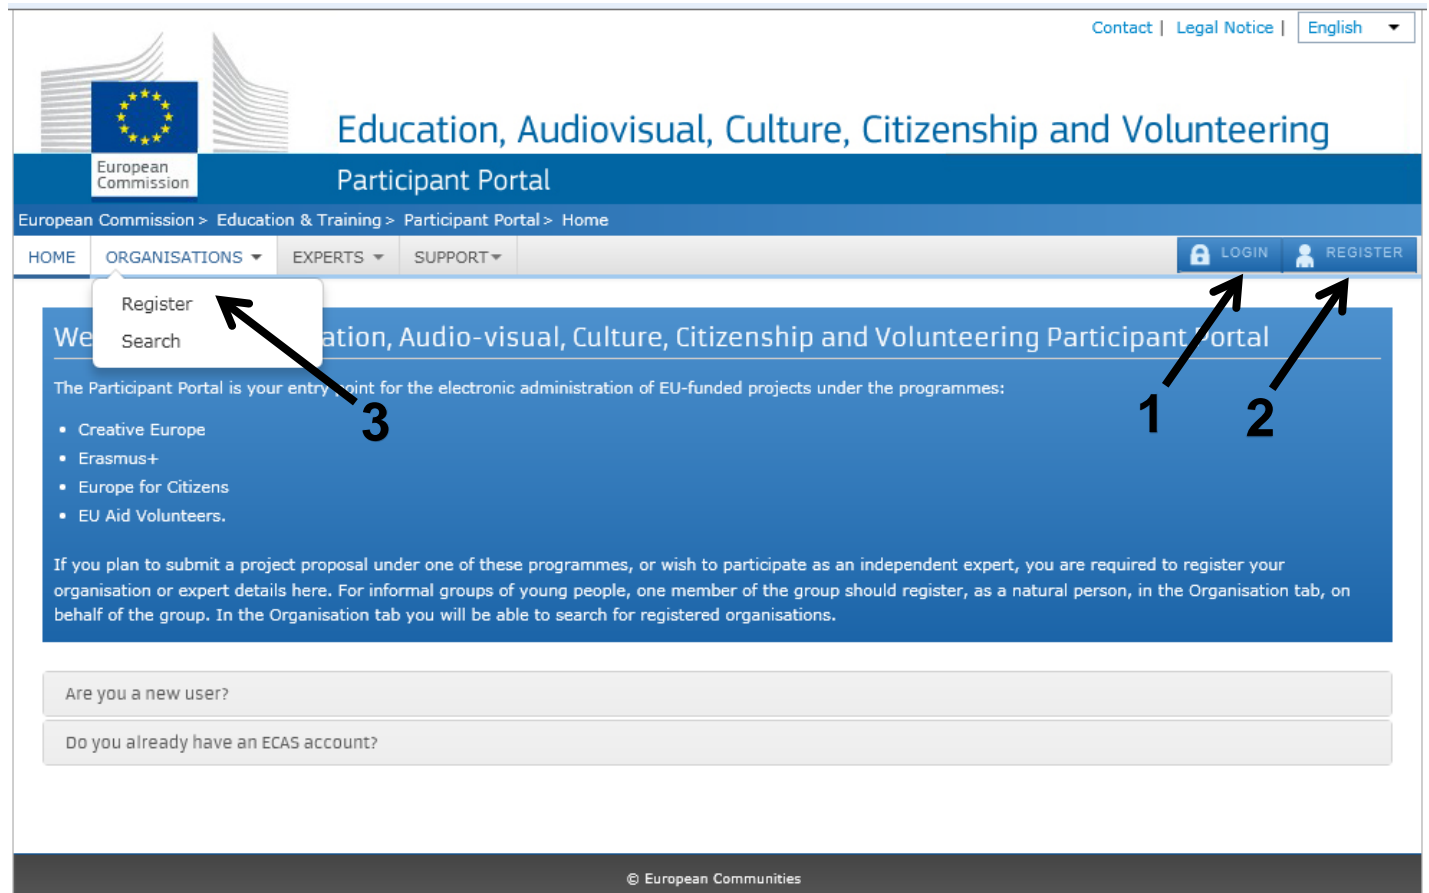 Contact | Legal Notice | English
Education, Audiovisual, Culture, Citizenship and Volunteering
European
Commission
Participant Portal
European Commission > Education & Training > Participant Portal > Home
HOME ORGANISATIONS EXPERTS SUPPORT LOGIN REGISTER
Register
Search
We ation, Audio-visual, Culture, Citizenship and Volunteering Participant Portal
The Participant Portal is your entry point for the electronic administration of EU-funded projects under the programmes:
1
2
3
• Creative Europe
• Erasmus+
• Europe for Citizens
• EU Aid Volunteers.
If you plan to submit a project proposal under one of these programmes, or wish to participate as an independent expert, you are required to register your
organisation or expert details here. For informal groups of young people, one member of the group should register, as a natural person, in the Organisation tab, on
behalf of the group. In the Organisation tab you will be able to search for registered organisations.
Are you a new user?
Do you already have an ECAS account?
© European Communities